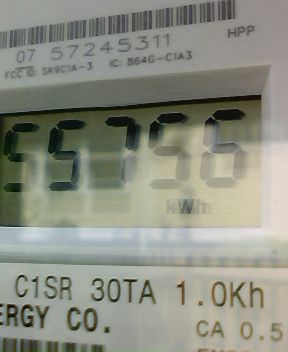 HPP
07 57245311
FCC ID: SK9C1A-3 IC: 864G-C1A3
55756
kWh
C1SR 30TA 1.0Kh
ERGY CO.
CA 0.5